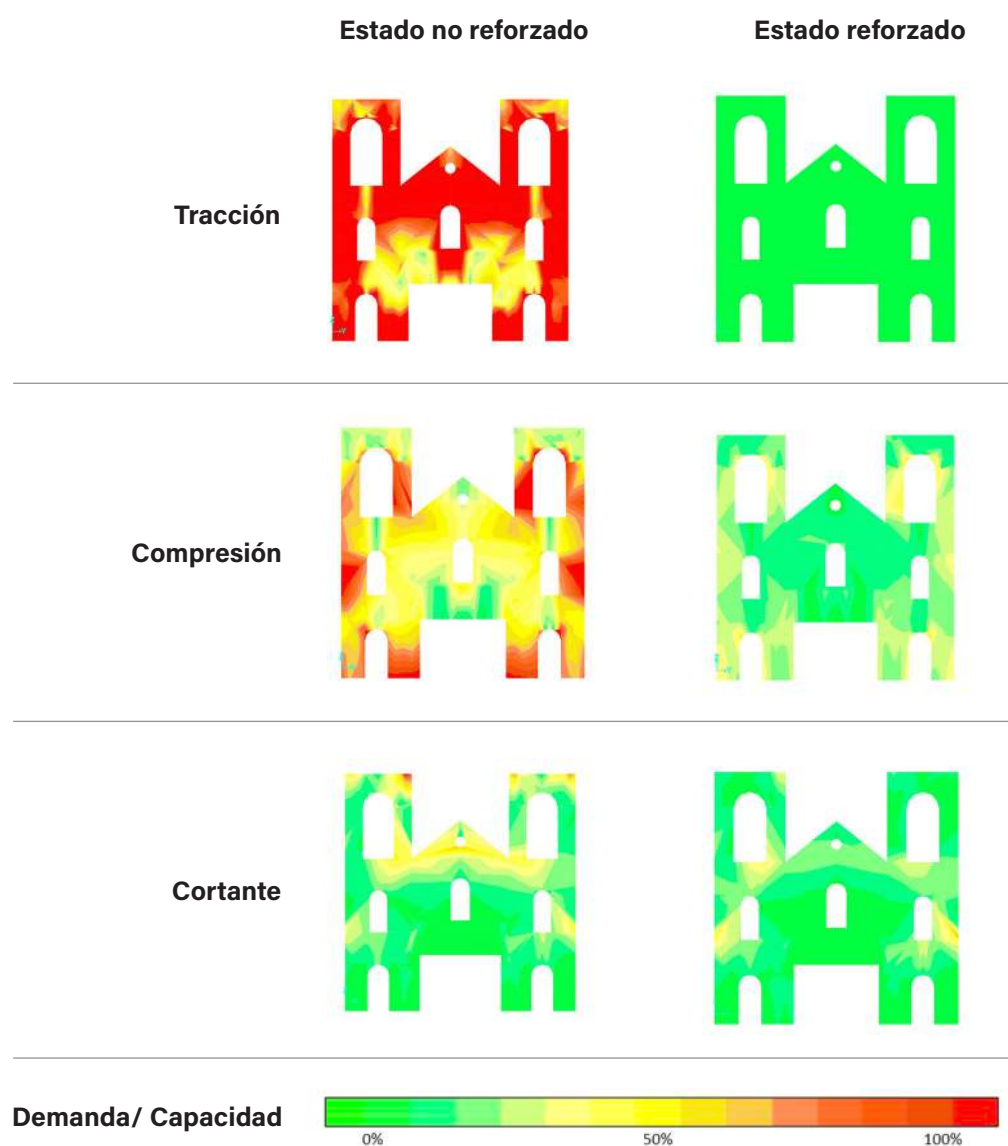 Estado no reforzado
Estado reforzado
Tracción
Compresión
Cortante
Demanda/ Capacidad
0%
50%
100%